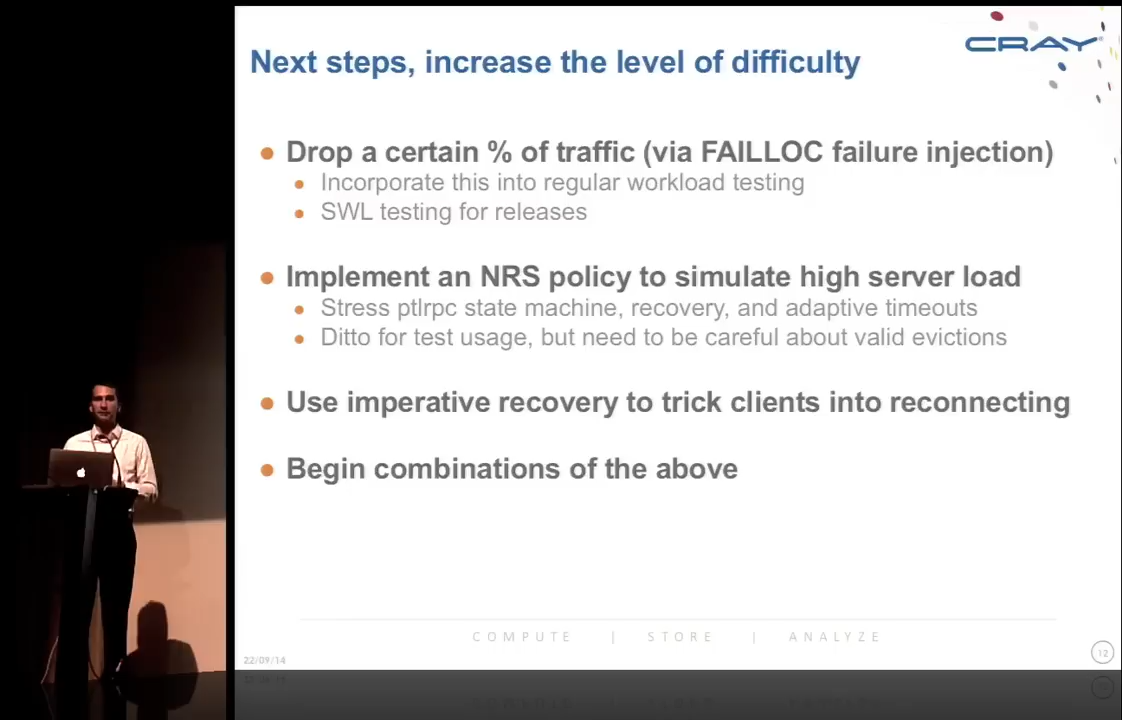 CRAY
Next steps, increase the level of difficulty
Drop a certain % of traffic (via FAILLOC failure injection)
Incorporate this into regular workload testing
SWL testing for releases
Implement an NRS policy to simulate high server load
Stress ptlrpc state machine, recovery, and adaptive timeouts
Ditto for test usage, but need to be careful about valid evictions
Use imperative recovery to trick clients into reconnecting
Begin combinations of the above
COMPUTE | STORE | ANALYZE
22/09/14
12